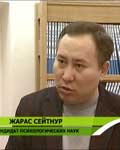 ЖАРАС СЕЙТНУР
КАНДИДАТ ПСИХОЛОГИЧЕСКИХ НАУК